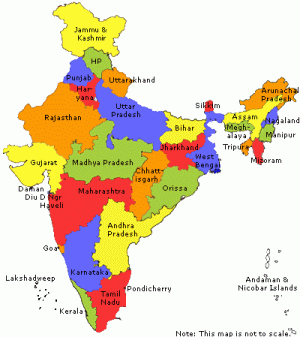 Jammu &
Kashmir
HP
Punjab
Uttarakhand
Har
yana
Arunachal
Pradesh
Rajasthan
Uttar
Pradesh
Sikkim
Assam
Nagaland
Bihar
Megh-
alaya
Manipur
Gujarat
Madhya Pradesh
Jharkhand
West
Bengal
Tripura
Mizoram
Chhatt-
isgarh
Daman
Diu D Ngr
Haveli
Maharashtra
Orissa
Andhra
Pradesh
Goa
Karnataka
Andaman &
Nicobar Islands
Lakshadweep
Pondicherry
Tamil
Nadu
Kerala
Note: This map is not to scale.